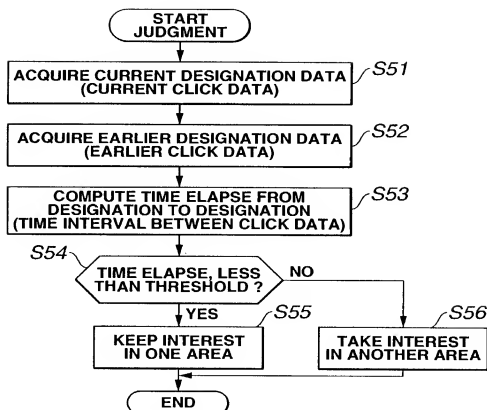 START
JUDGMENT
ACQUIRE CURRENT DESIGNATION DATA
(CURRENT CLICK DATA)
S51
ACQUIRE EARLIER DESIGNATION DATA
(EARLIER CLICK DATA)
S52
COMPUTE TIME ELAPSE FROM
DESIGNATION TO DESIGNATION
(TIME INTERVAL BETWEEN CLICK DATA)
S53
S54
TIME ELAPSE, LESS
THAN THRESHOLD ?
NO
YES
S55
S56
KEEP INTEREST
IN ONE AREA
TAKE INTEREST
IN ANOTHER AREA
END